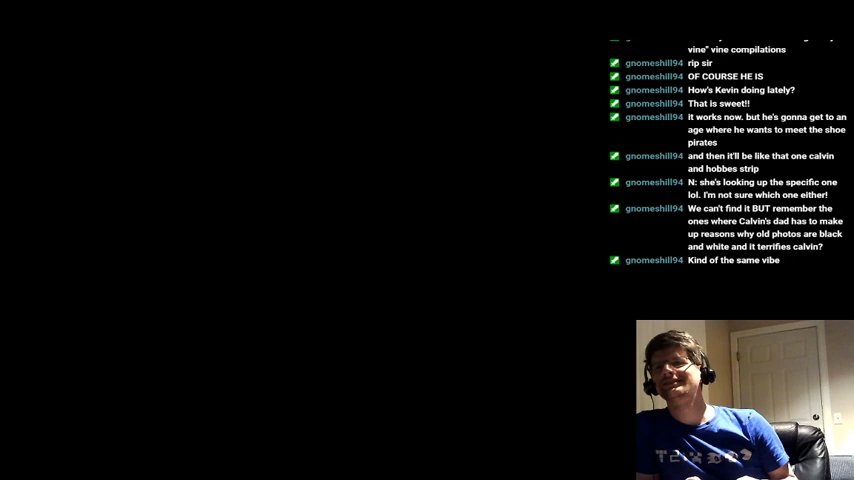 vine" vine compilations
gnomeshill94 rip sir
gnomeshill94 OF COURSE HE IS
gnomeshill94 How's Kevin doing lately?
gnomeshill94 That is sweet!!
gnomeshill94 it works now. but he's gonna get to an
age where he wants to meet the shoe
pirates
gnomeshill94 and then it'll be like that one calvin
and hobbes strip
gnomeshill94 N: she's looking up the specific one
lol. I'm not sure which one either!
gnomeshill94 We can't find it BUT remember the
ones where Calvin's dad has to make
up reasons why old photos are black
and white and it terrifies calvin?
gnomeshill94 Kind of the same vibe